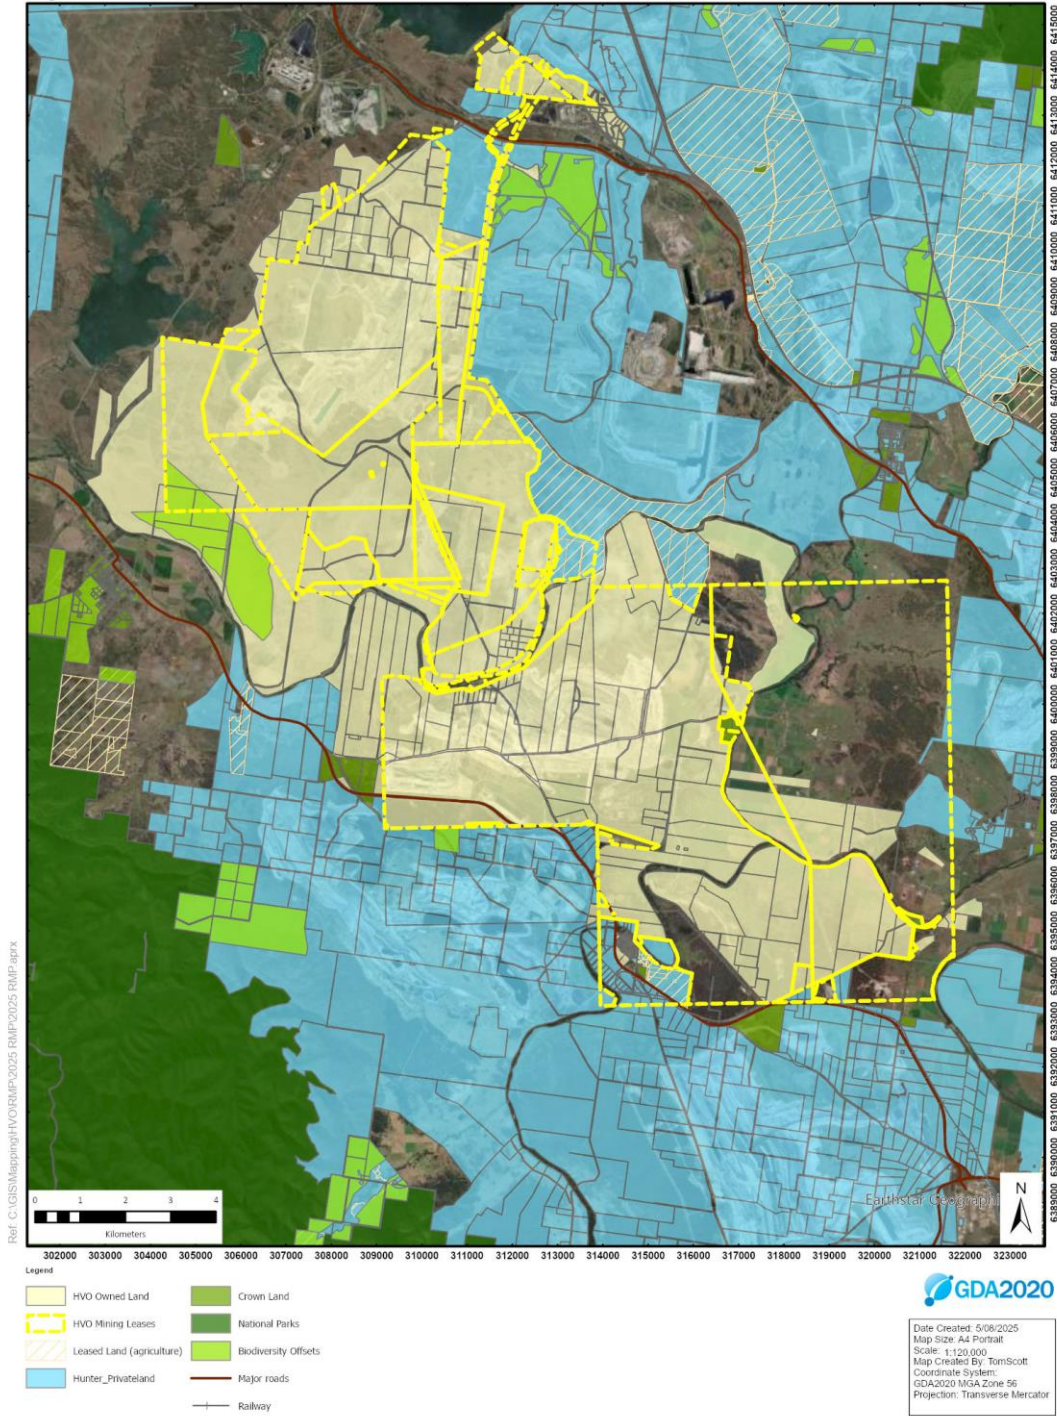 6415000
6414000
6413000
6412000
6411000
6410000
6409000
6408000
6407000
6406000
6405000
6404000
6403000
6402000
6401000
6400000
6399000
6398000
6397000
6396000
6395000
6394000
6393000
6392000
6391000
6390000
6389000
Ref: C:\GIS\Mapping\HVO\RMP\2025 RMP\2025 RMP.aprx
Earthstar Geographi
N
0 1 2 3 4
Kilometers
302000 303000 304000 305000 306000 307000 308000 309000 310000 311000 312000 313000 314000 315000 316000 317000 318000 319000 320000 321000 322000 323000
Legend
HVO Owned Land
HVO Mining Leases
Leased Land (agriculture)
Hunter_Privateland
Crown Land
National Parks
Biodiversity Offsets
Major roads
Railway
GDA2020
Date Created: 5/08/2025
Map Size: A4 Portrait
Scale: 1:120,000
Map Created By: TomScott
Coordinate System:
GDA2020 MGA Zone 56
Projection: Transverse Mercator